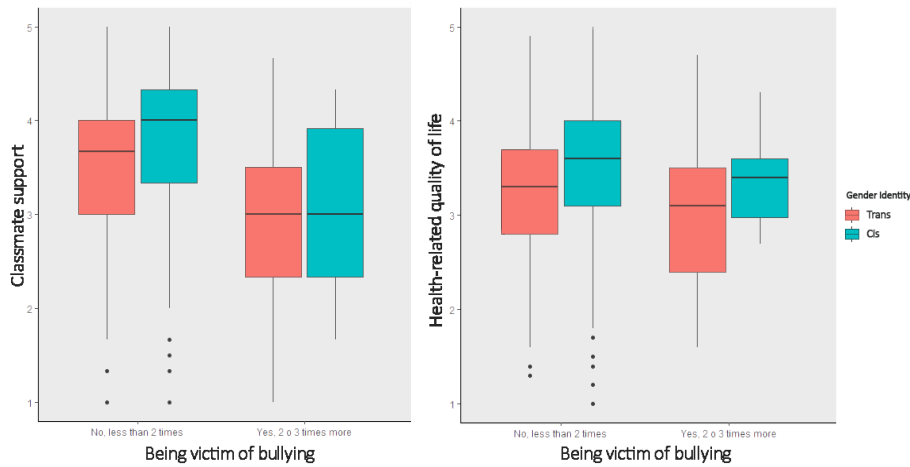 Classmate support
5
4
3
2
1
No, less than 2 times
Yes, 2 o 3 times more
Being victim of bullying
Health-related quality of life
5
4
3
2
1
No, less than 2 times
Yes, 2 o 3 times more
Being victim of bullying
Gender Identity
Trans
Cis